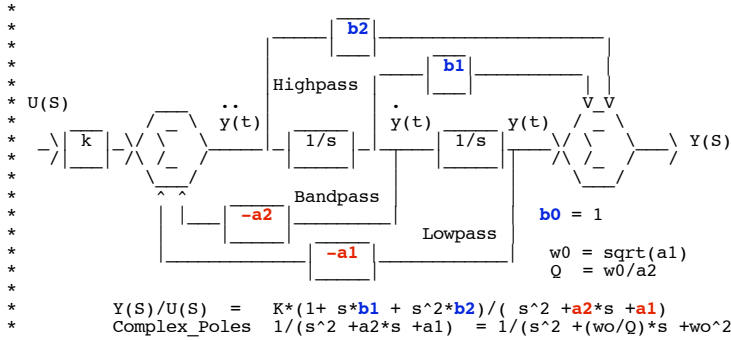 b2
b1
Highpass
U(S)
..
.
y(t)
y(t)
y(t)
k
1/s
1/s
Y(S)
Bandpass
-a2
b0 = 1
Lowpass
-a1
w0 = sqrt(a1)
Q = w0/a2
Y(S)/U(S) = K*(1+ s*b1 + s^2*b2)/( s^2 +a2*s +a1)
Complex_Poles 1/(s^2 +a2*s +a1) = 1/(s^2 +(wo/Q)*s +wo^2